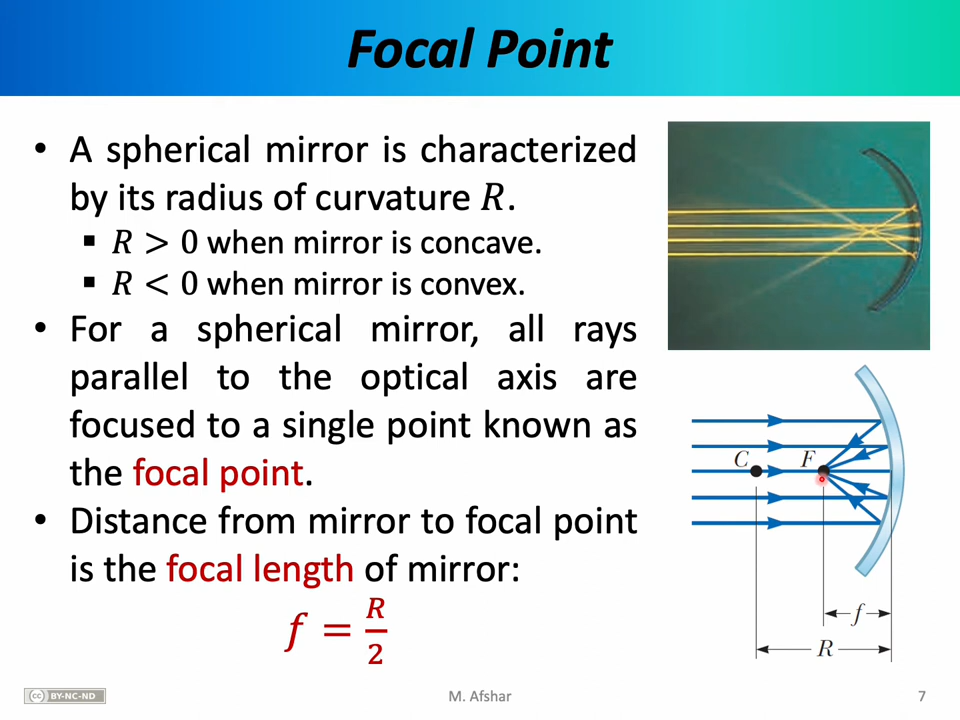 Focal Point
• A spherical mirror is characterized
by its radius of curvature R.
▪ R > 0 when mirror is concave.
▪ R < 0 when mirror is convex.
• For a spherical mirror, all rays
parallel to the optical axis are
focused to a single point known as
the focal point.
• Distance from mirror to focal point
is the focal length of mirror:
f = R/2
C F
f
R
cc BY-NC-ND
M. Afshar
7